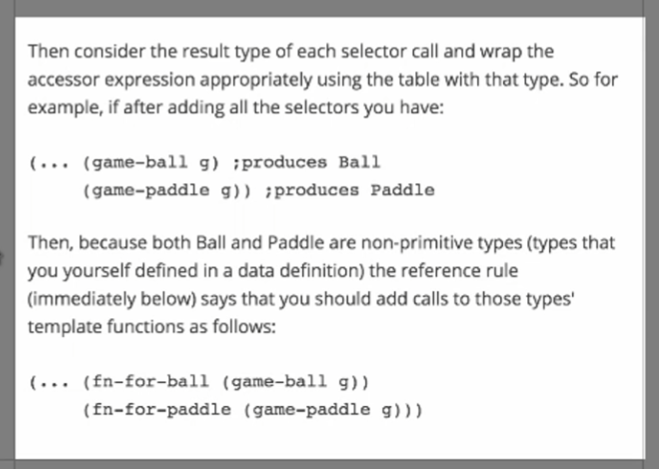 Then consider the result type of each selector call and wrap the
accessor expression appropriately using the table with that type. So for
example, if after adding all the selectors you have:
(... (game-ball g) ;produces Ball
(game-paddle g)) ;produces Paddle
Then, because both Ball and Paddle are non-primitive types (types that
you yourself defined in a data definition) the reference rule
(immediately below) says that you should add calls to those types'
template functions as follows:
(... (fn-for-ball (game-ball g))
(fn-for-paddle (game-paddle g)))